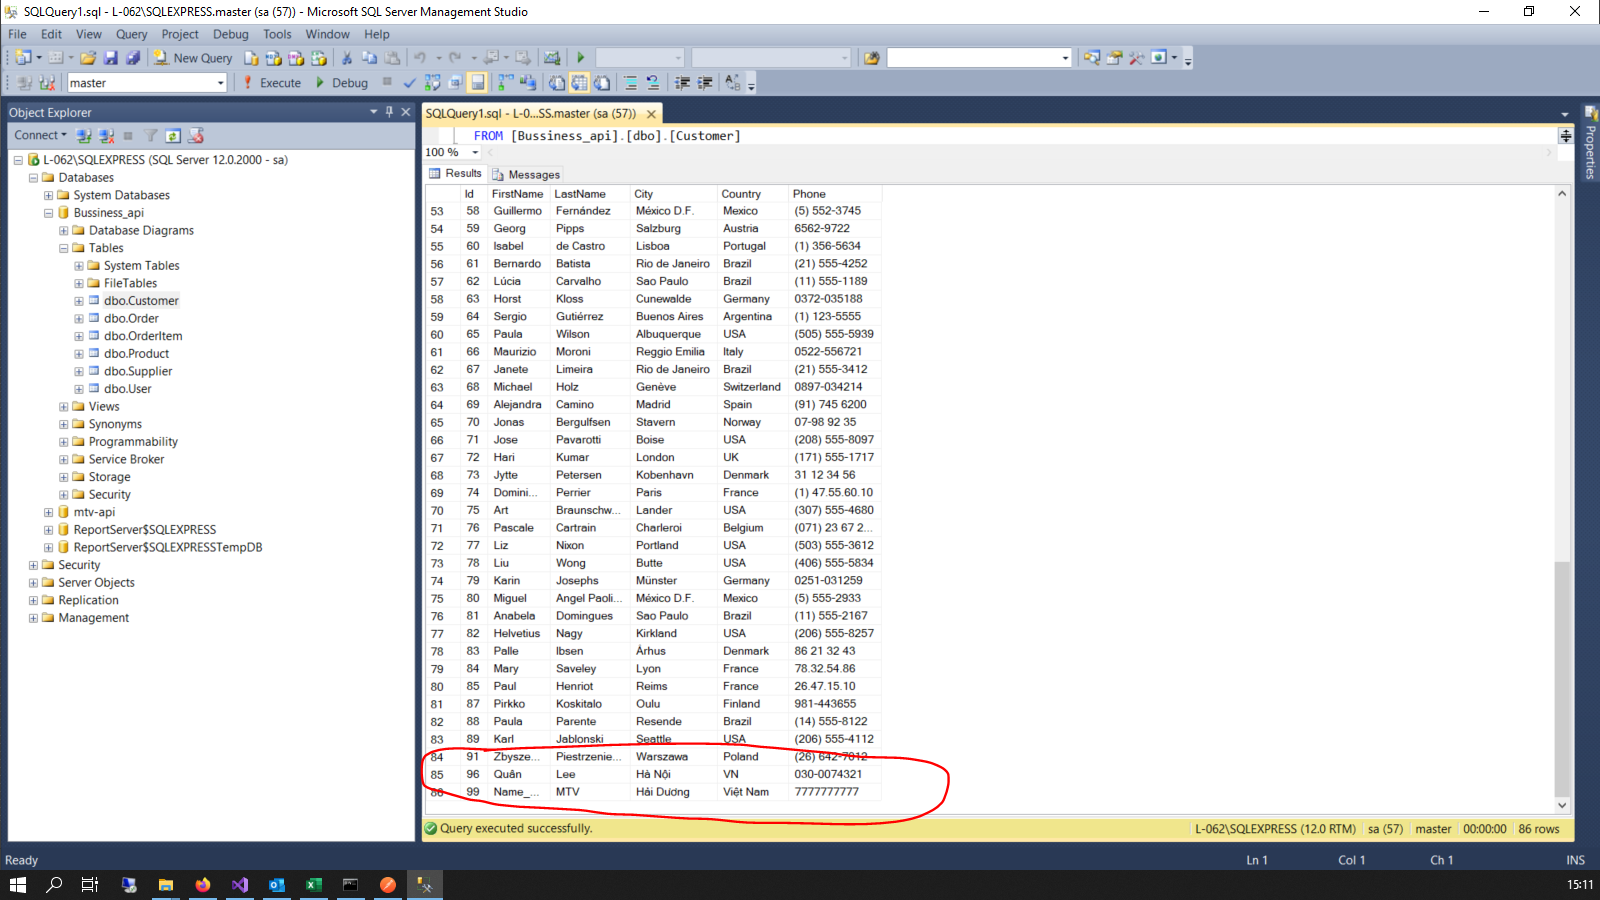 SQLQuery1.sql - L-062\SQLEXPRESS.master (sa (57)) - Microsoft SQL Server Management Studio
File Edit View Query Project Debug Tools Window Help
New Query
master Execute Debug
Object Explorer
Connect
L-062\SQLEXPRESS (SQL Server 12.0.2000 - sa)
Databases
System Databases
Bussiness_api
Database Diagrams
Tables
System Tables
FileTables
dbo.Customer
dbo.Order
dbo.OrderItem
dbo.Product
dbo.Supplier
dbo.User
Views
Synonyms
Programmability
Service Broker
Storage
Security
mtv-api
ReportServer$SQLEXPRESS
ReportServer$SQLEXPRESSTempDB
Security
Server Objects
Replication
Management
SQLQuery1.sql - L-0...SS.master (sa (57))
FROM [Bussiness_api].[dbo].[Customer]
100 %
Results Messages
Id FirstName LastName City Country Phone
53 58 Guillermo Fernández México D.F. Mexico (5) 552-3745
54 59 Georg Pipps Salzburg Austria 6562-9722
55 60 Isabel de Castro Lisboa Portugal (1) 356-5634
56 61 Bernardo Batista Rio de Janeiro Brazil (21) 555-4252
57 62 Lúcia Carvalho Sao Paulo Brazil (11) 555-1189
58 63 Horst Kloss Cunewalde Germany 0372-035188
59 64 Sergio Gutiérrez Buenos Aires Argentina (1) 123-5555
60 65 Paula Wilson Albuquerque USA (505) 555-5939
61 66 Maurizio Moroni Reggio Emilia Italy 0522-556721
62 67 Janete Limeira Rio de Janeiro Brazil (21) 555-3412
63 68 Michael Holz Genève Switzerland 0897-034214
64 69 Alejandra Camino Madrid Spain (91) 745 6200
65 70 Jonas Bergulfsen Stavern Norway 07-98 92 35
66 71 Jose Pavarotti Boise USA (208) 555-8097
67 72 Hari Kumar London UK (171) 555-1717
68 73 Jytte Petersen Kobenhavn Denmark 31 12 34 56
69 74 Domini... Perrier Paris France (1) 47.55.60.10
70 75 Art Braunschw... Lander USA (307) 555-4680
71 76 Pascale Cartrain Charleroi Belgium (071) 23 67 2...
72 77 Liz Nixon Portland USA (503) 555-3612
73 78 Liu Wong Butte USA (406) 555-5834
74 79 Karin Josephs Münster Germany 0251-031259
75 80 Miguel Angel Paoli... México D.F. Mexico (5) 555-2933
76 81 Anabela Domingues Sao Paulo Brazil (11) 555-2167
77 82 Helvetius Nagy Kirkland USA (206) 555-8257
78 83 Palle Ibsen Århus Denmark 86 21 32 43
79 84 Mary Saveley Lyon France 78.32.54.86
80 85 Paul Henriot Reims France 26.47.15.10
81 87 Pirkko Koskitalo Oulu Finland 981-443655
82 88 Paula Parente Resende Brazil (14) 555-8122
83 89 Karl Jablonski Seattle USA (206) 555-4112
84 91 Zbysze... Piestrzenie... Warszawa Poland (26) 642-7012
85 96 Quân Lee Hà Nội VN 030-0074321
86 99 Name_... MTV Hải Dương Việt Nam 7777777777
Query executed successfully. L-062\SQLEXPRESS (12.0 RTM) sa (57) master 00:00:00 86 rows
Properties
Ready Ln 1 Col 1 Ch 1 INS
15:11